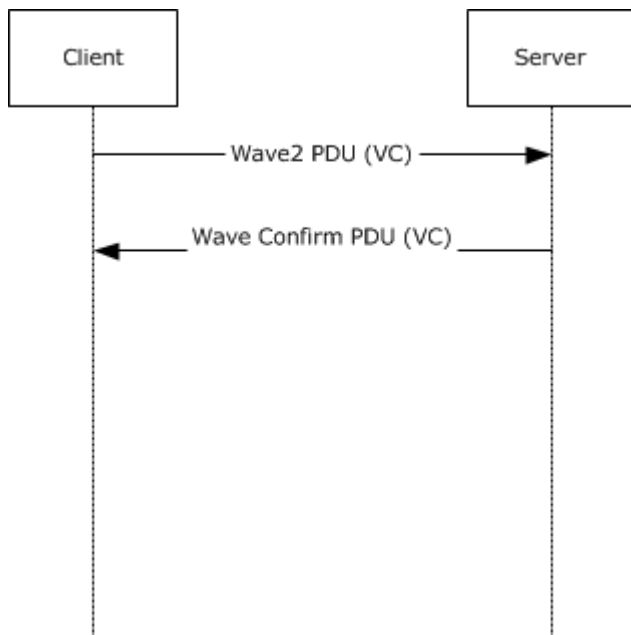 Client
Server
Wave2 PDU (VC)
Wave Confirm PDU (VC)